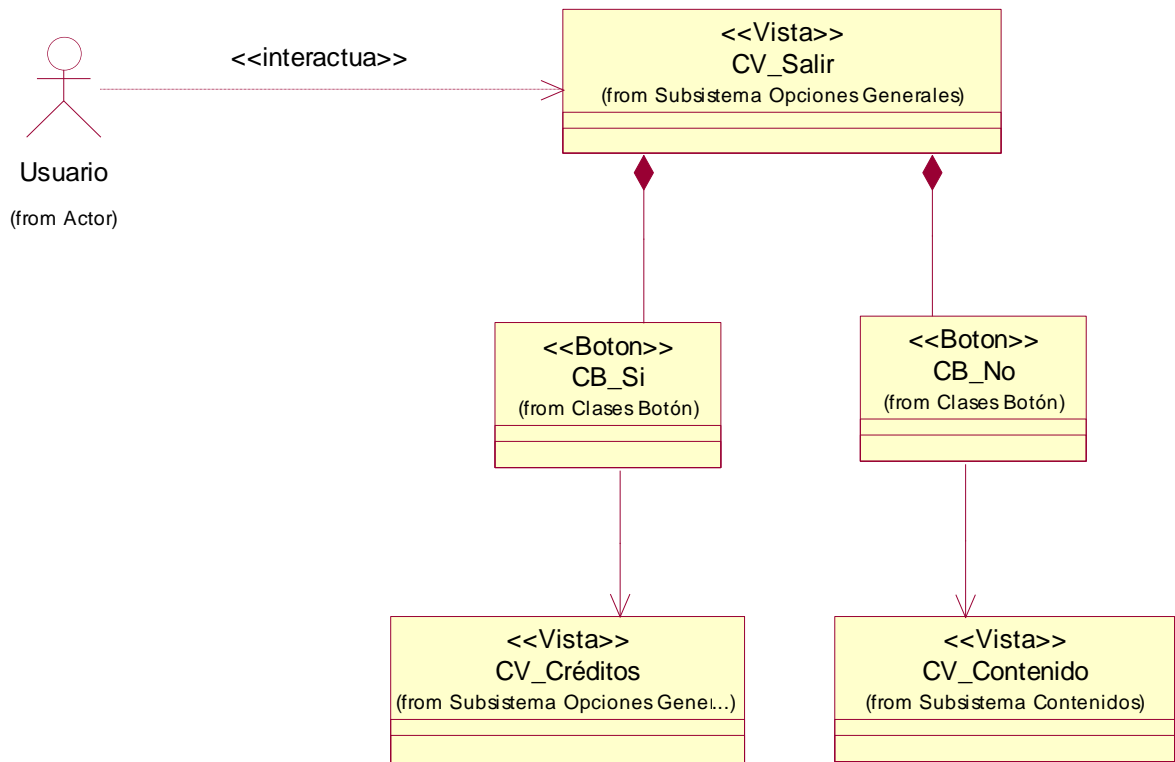 <<interactua>>
Usuario
(from Actor)
<<Vista>>
CV_Salir
(from Subsistema Opciones Generales)
<<Boton>>
CB_Si
(from Clases Botón)
<<Boton>>
CB_No
(from Clases Botón)
<<Vista>>
CV_Créditos
(from Subsistema Opciones Gener...)
<<Vista>>
CV_Contenido
(from Subsistema Contenidos)